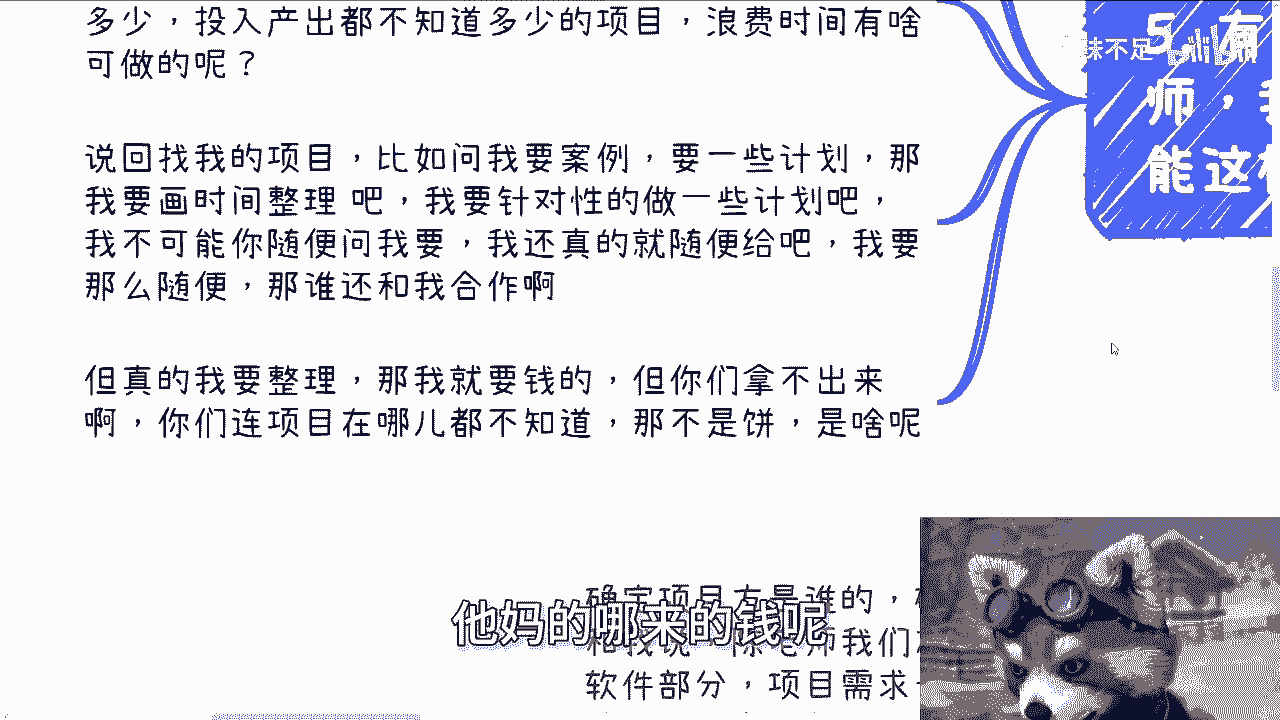 多少，投入产出都不知道多少的项目，浪费时间有啥
可做的呢？
说回找我的项目，比如问我要案例，要一些计划，那
我要画时间整理 吧，我要针对性的做一些计划吧，
我不可能你随便问我要，我还真的就随便给吧，我要
那么随便，那谁还和我合作啊
但真的我要整理，那我就要钱的，但你们拿不出来
啊，你们连项目在哪儿都不知道，那不是饼，是啥呢
5，有
味不足
师，我
能这
确定项目方是谁的，
和我说，陈老师我们
软件部分，项目需求
他妈的哪来的钱呢